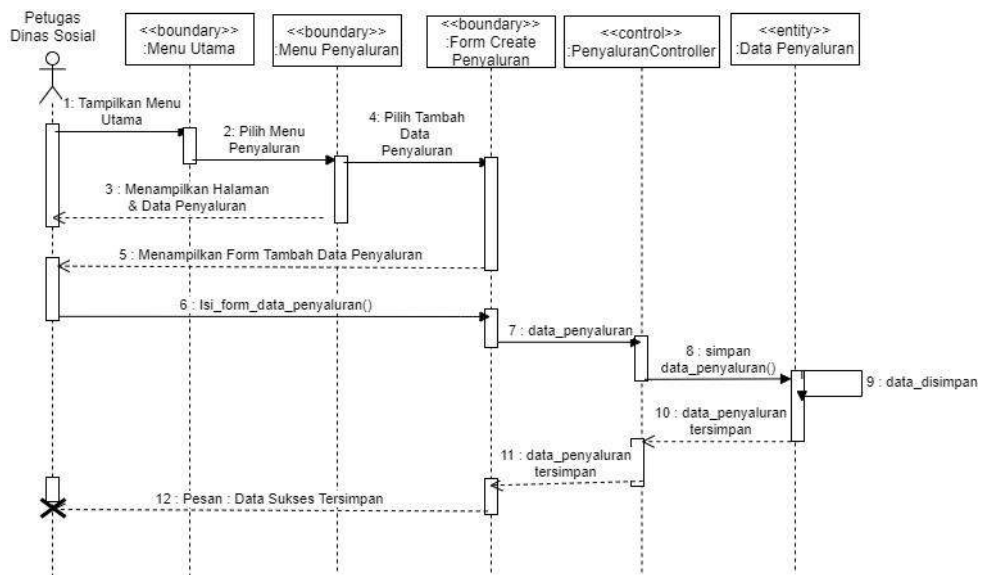 Petugas
Dinas Sosial
<<boundary>>
:Menu Utama
<<boundary>>
:Menu Penyaluran
<<boundary>>
:Form Create
Penyaluran
<<control>>
:PenyaluranController
<<entity>>
:Data Penyaluran
1: Tampilkan Menu
Utama
2: Pilih Menu
Penyaluran
4: Pilih Tambah
Data
Penyaluran
3 : Menampilkan Halaman
& Data Penyaluran
5 : Menampilkan Form Tambah Data Penyaluran
6 : Isi_form_data_penyaluran()
7 : data_penyaluran
8 : simpan
data_penyaluran()
9 : data_disimpan
10 : data_penyaluran
tersimpan
11 : data_penyaluran
tersimpan
12 : Pesan : Data Sukses Tersimpan